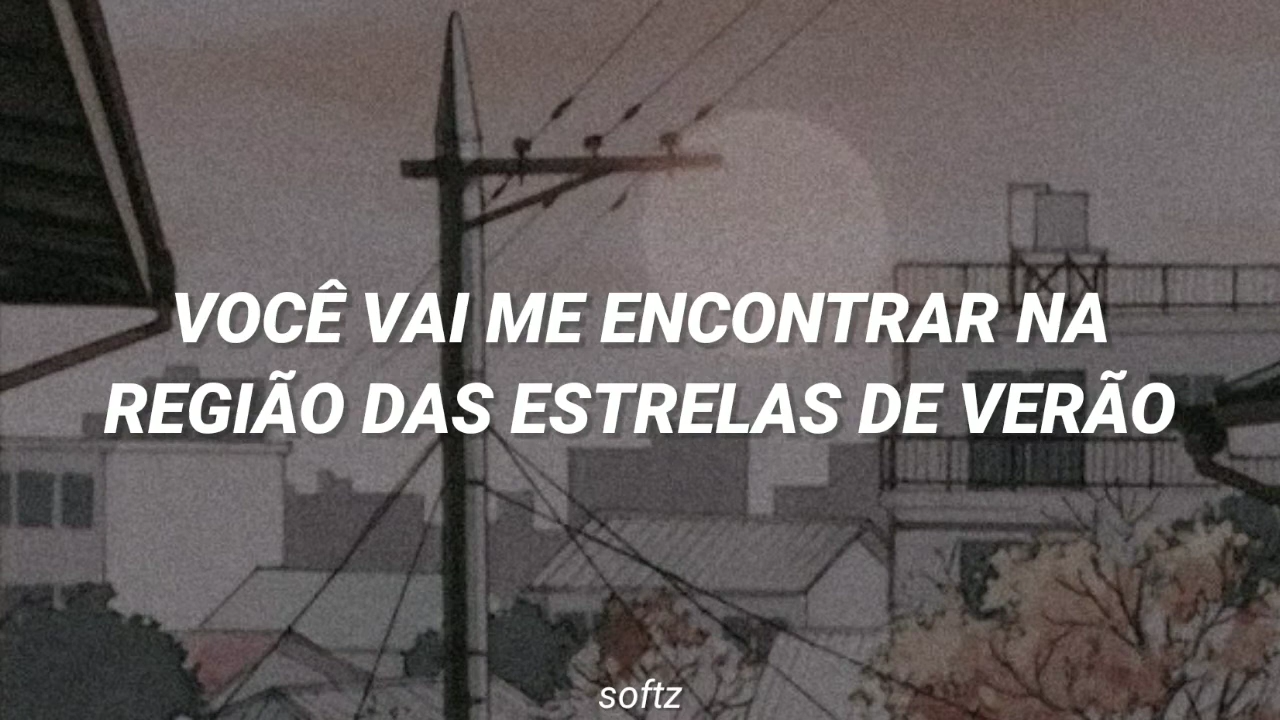 VOCÊ VAI ME ENCONTRAR NA
REGIÃO DAS ESTRELAS DE VERÃO
softz